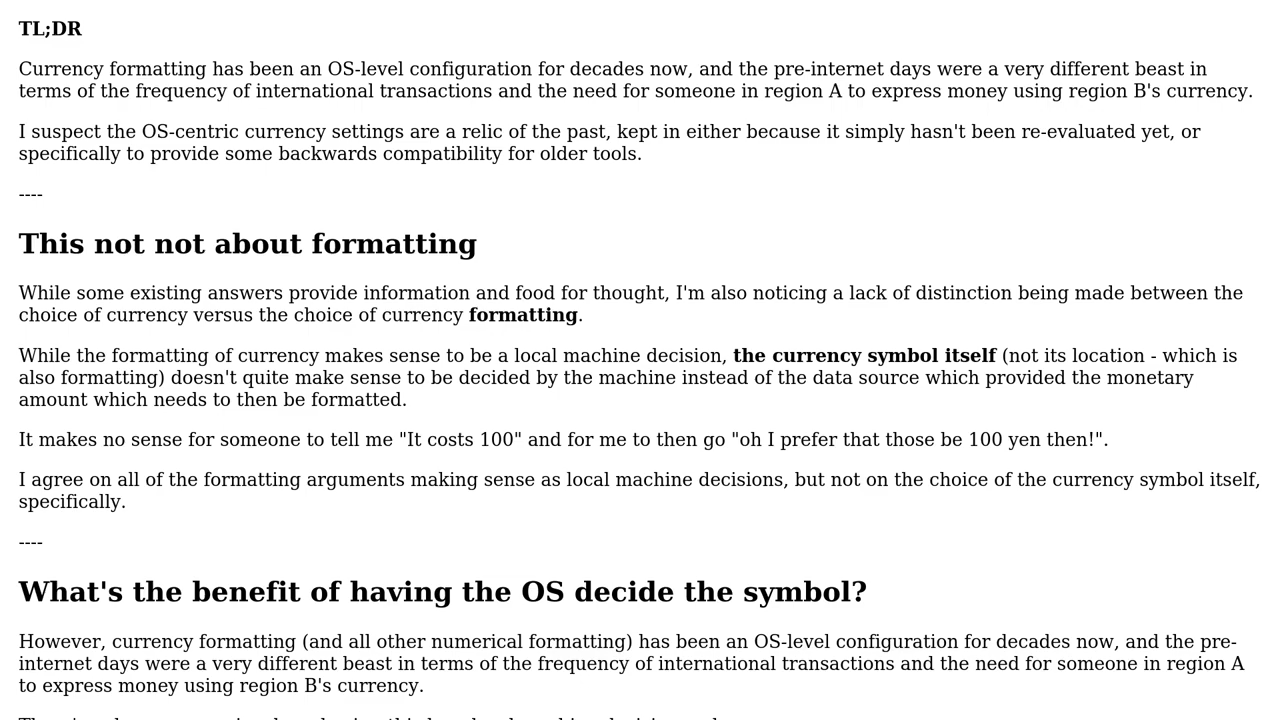 TL;DR
Currency formatting has been an OS-level configuration for decades now, and the pre-internet days were a very different beast in
terms of the frequency of international transactions and the need for someone in region A to express money using region B's currency.
I suspect the OS-centric currency settings are a relic of the past, kept in either because it simply hasn't been re-evaluated yet, or
specifically to provide some backwards compatibility for older tools.
----
This not not about formatting
While some existing answers provide information and food for thought, I'm also noticing a lack of distinction being made between the
choice of currency versus the choice of currency formatting.
While the formatting of currency makes sense to be a local machine decision, the currency symbol itself (not its location - which is
also formatting) doesn't quite make sense to be decided by the machine instead of the data source which provided the monetary
amount which needs to then be formatted.
It makes no sense for someone to tell me "It costs 100" and for me to then go "oh I prefer that those be 100 yen then!".
I agree on all of the formatting arguments making sense as local machine decisions, but not on the choice of the currency symbol itself,
specifically.
----
What's the benefit of having the OS decide the symbol?
However, currency formatting (and all other numerical formatting) has been an OS-level configuration for decades now, and the pre-
internet days were a very different beast in terms of the frequency of international transactions and the need for someone in region A
to express money using region B's currency.